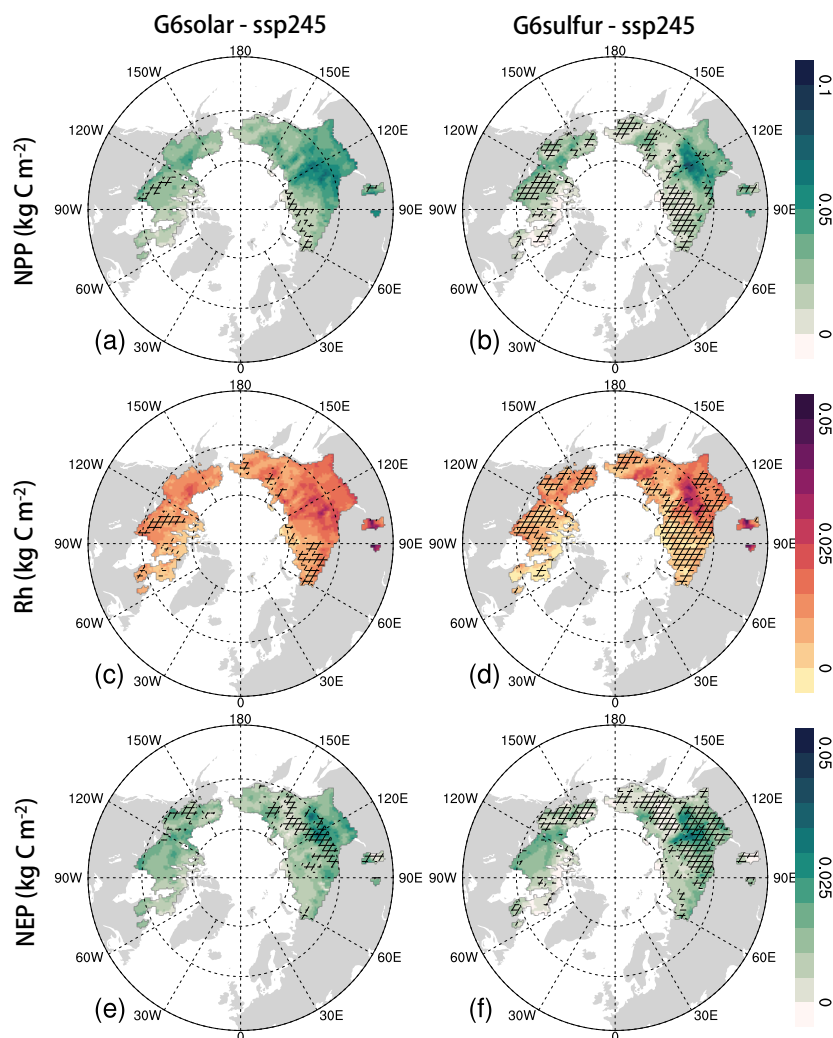 G6solar - ssp245
G6sulfur - ssp245
NPP (kg C m⁻²)
180
150W
150E
120W
120E
90W
90E
60W
60E
30W
30E
0
(a)
180
150W
150E
120W
120E
90W
90E
60W
60E
30W
30E
0
(b)
0.1
0.05
0
Rh (kg C m⁻²)
180
150W
150E
120W
120E
90W
90E
60W
60E
30W
30E
0
(c)
180
150W
150E
120W
120E
90W
90E
60W
60E
30W
30E
0
(d)
0.05
0.025
0
NEP (kg C m⁻²)
180
150W
150E
120W
120E
90W
90E
60W
60E
30W
30E
0
(e)
180
150W
150E
120W
120E
90W
90E
60W
60E
30W
30E
0
(f)
0.05
0.025
0